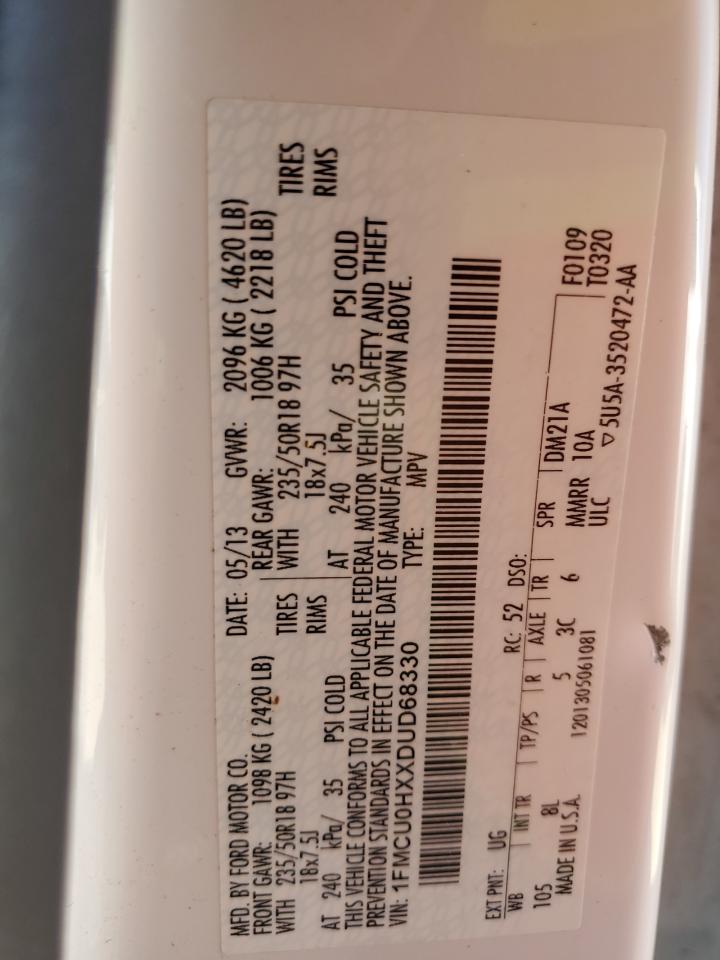 MFD. BY FORD MOTOR CO. DATE: 05/13 GVWR: 2096 KG ( 4620 LB)
FRONT GAWR: 1098 KG ( 2420 LB) REAR GAWR: 1006 KG ( 2218 LB)
WITH 235/50R18 97H TIRES WITH 235/50R18 97H TIRES
18x7.5J RIMS 18x7.5J RIMS
AT 240 kPa/ 35 PSI COLD AT 240 kPa/ 35 PSI COLD
THIS VEHICLE CONFORMS TO ALL APPLICABLE FEDERAL MOTOR VEHICLE SAFETY AND THEFT
PREVENTION STANDARDS IN EFFECT ON THE DATE OF MANUFACTURE SHOWN ABOVE.
VIN: 1FMCU0HXXDUD68330 TYPE: MPV
EXT PNT: UG RC: 52 DSO:
WB INT TR TP/PS R AXLE TR SPR DM21A F0109
105 8L 5 3C 6 MMRR 10A T0320
MADE IN U.S.A. 1201305061081 ULC ▽5U5A-3520472-AA